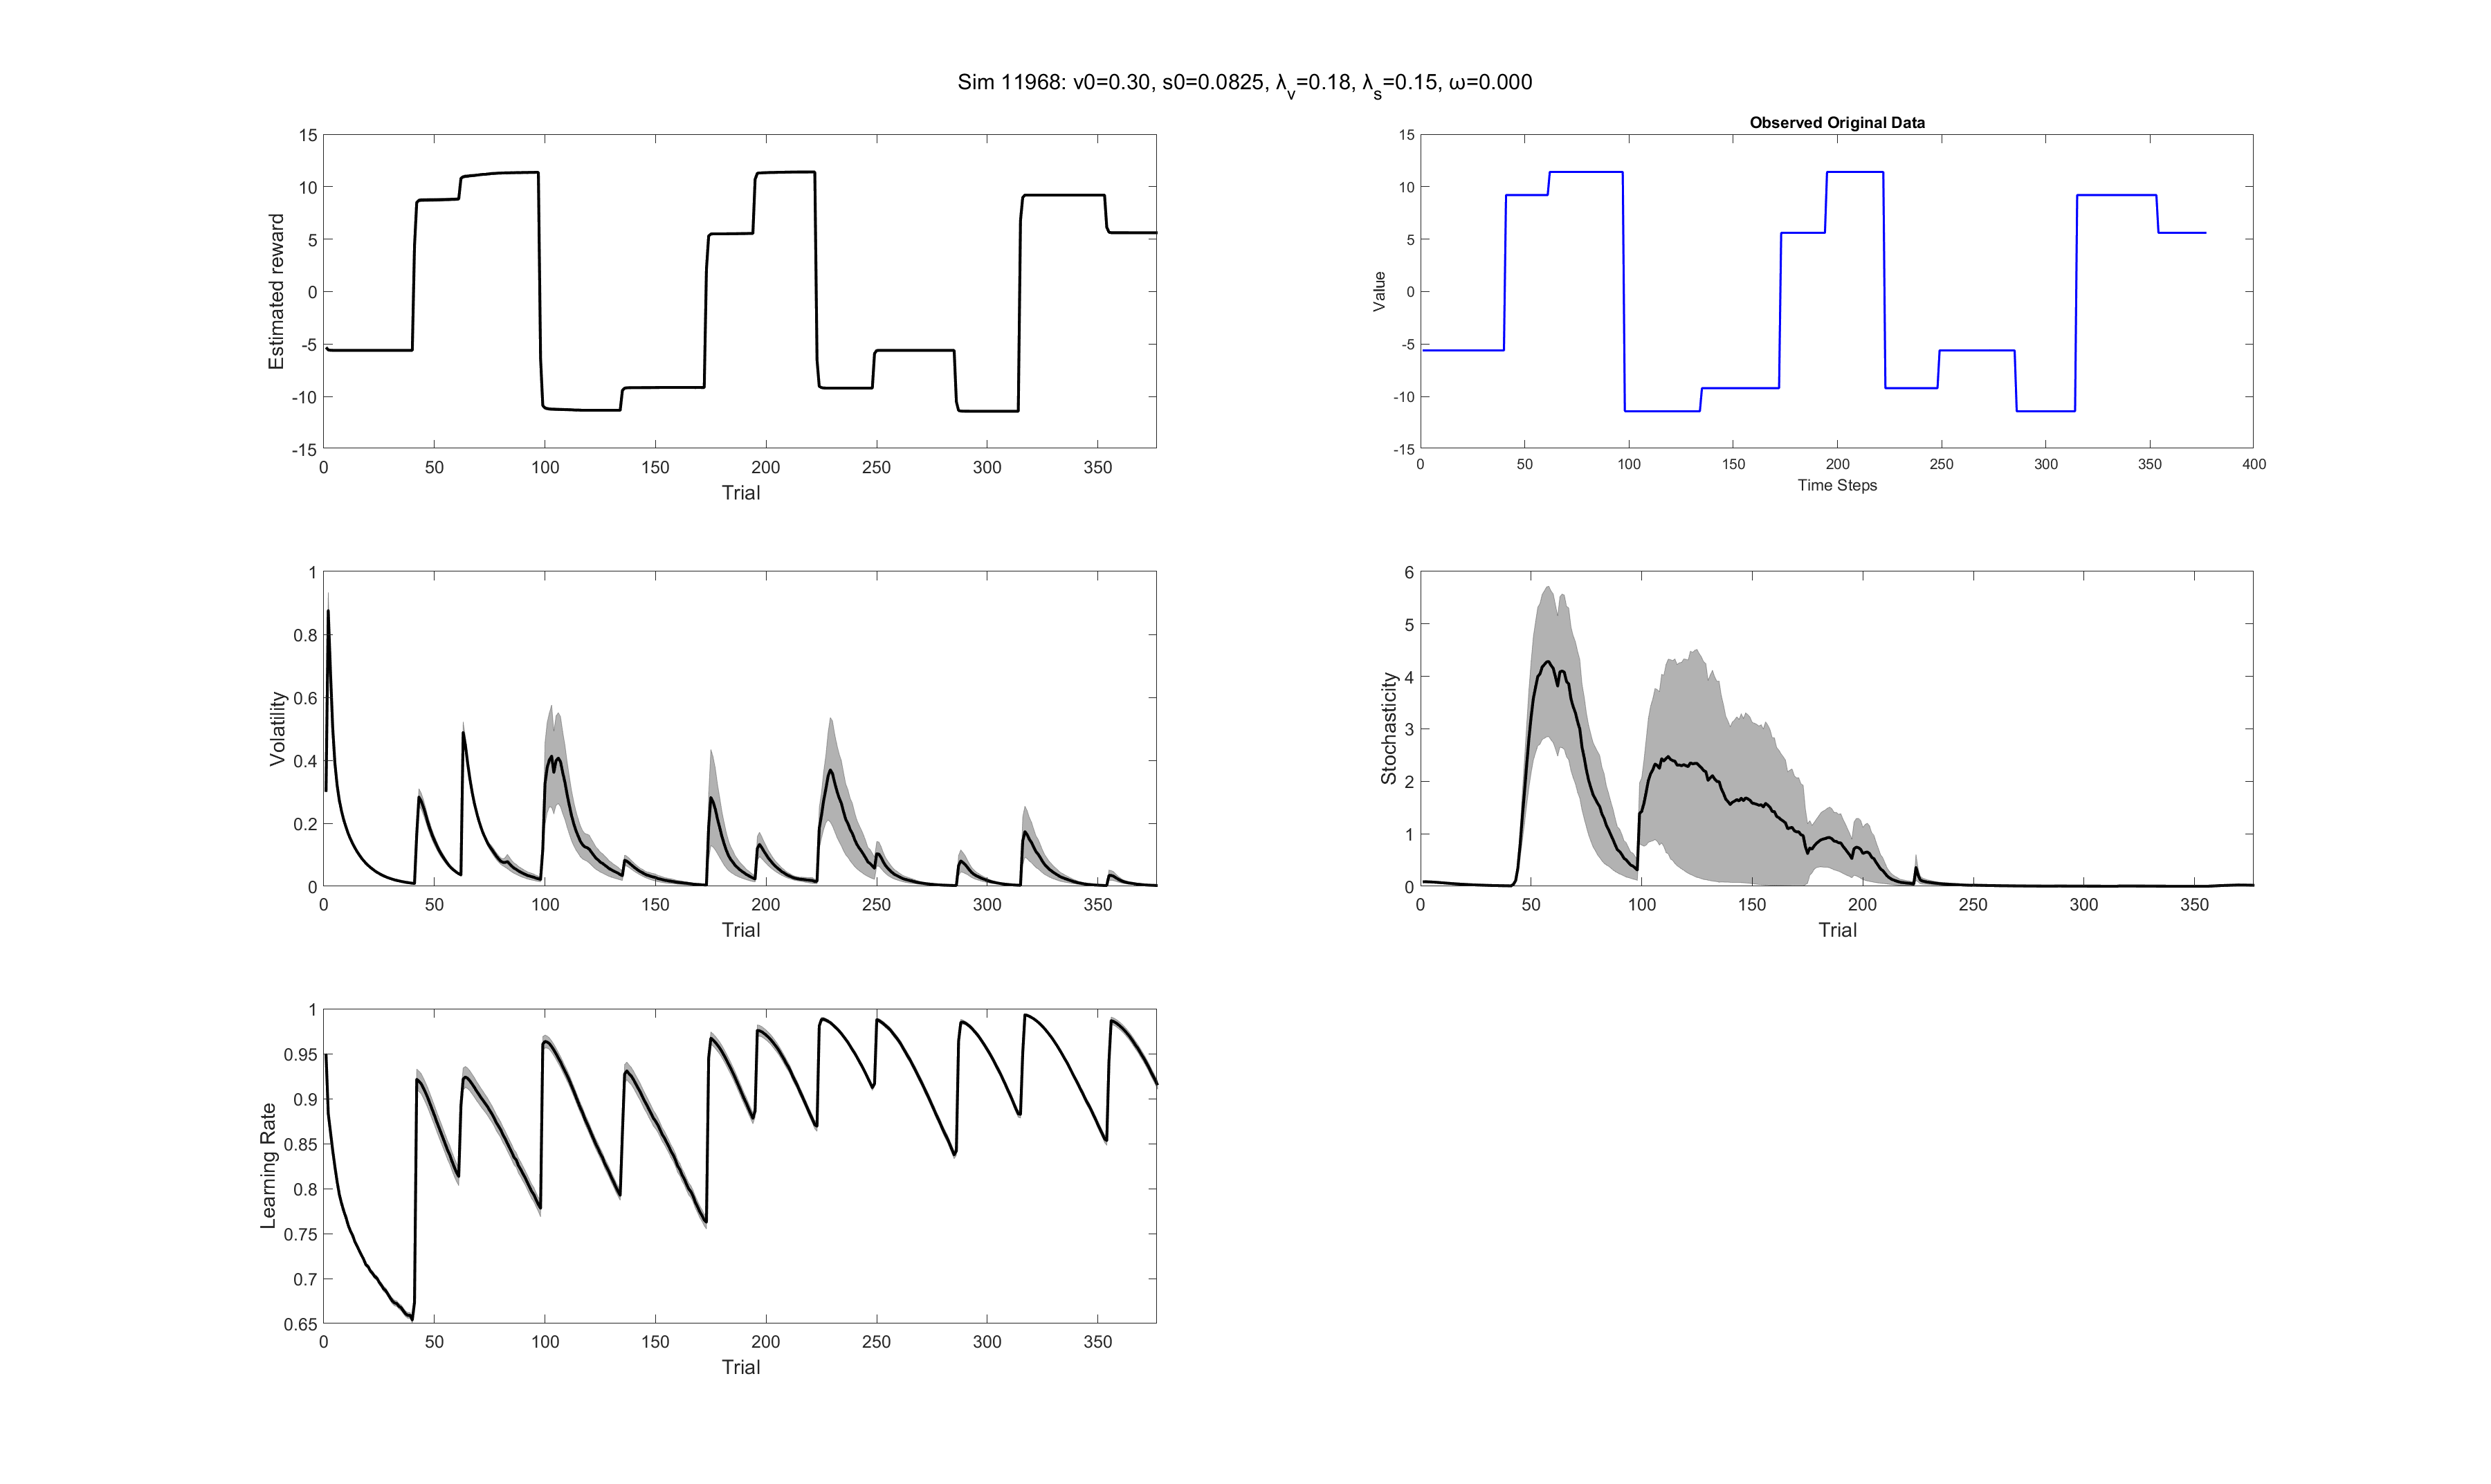 Sim 11968: v0=0.30, s0=0.0825, λv=0.18, λs=0.15, ω=0.000
15
10
5
0
-5
-10
-15
Estimated reward
0 50 100 150 200 250 300 350
Trial
Observed Original Data
15
10
5
0
-5
-10
-15
Value
0 50 100 150 200 250 300 350 400
Time Steps
1
0.8
0.6
0.4
0.2
0
Volatility
0 50 100 150 200 250 300 350
Trial
6
5
4
3
2
1
0
Stochasticity
0 50 100 150 200 250 300 350
Trial
1
0.95
0.9
0.85
0.8
0.75
0.7
0.65
Learning Rate
0 50 100 150 200 250 300 350
Trial